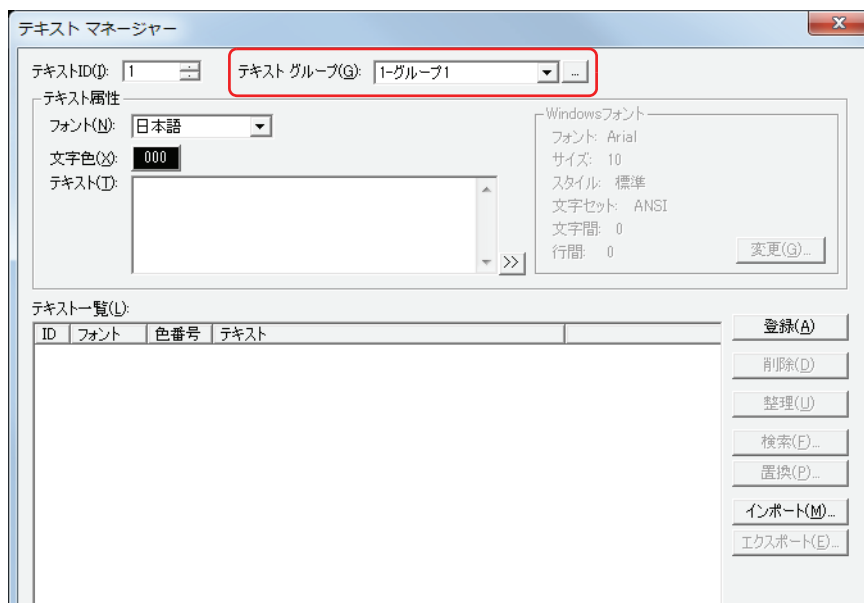 テキスト マネージャー
テキストID(I): 1 テキスト グループ(G): 1-グループ1 ...
テキスト属性
フォント(N): 日本語
文字色(X): 000
テキスト(T):
>>
Windowsフォント
フォント: Arial
サイズ: 10
スタイル: 標準
文字セット: ANSI
文字間: 0
行間: 0
変更(G)...
テキスト一覧(L):
ID フォント 色番号 テキスト
登録(A)
削除(D)
整理(U)
検索(F)...
置換(P)...
インポート(M)...
エクスポート(E)...